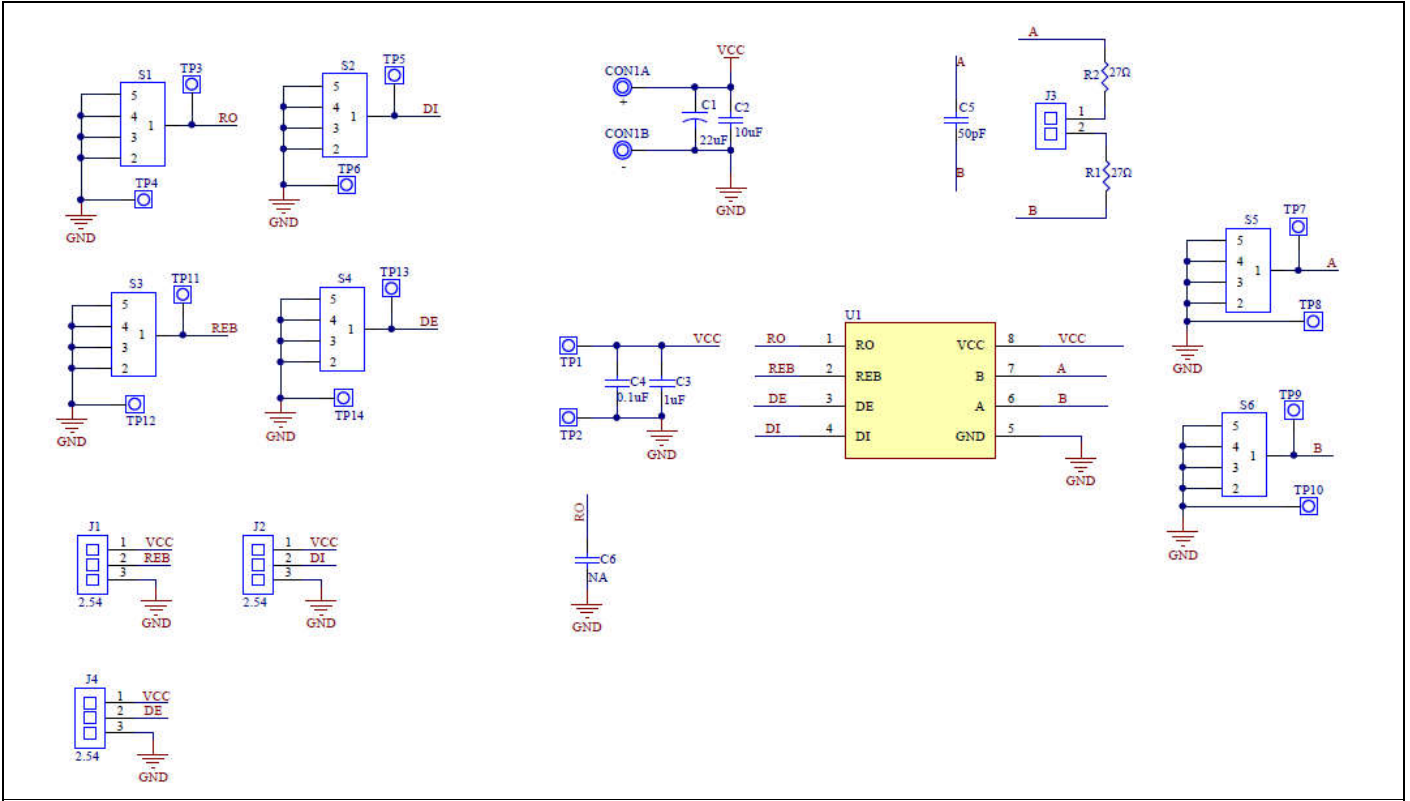 S1
TP3
5
4
3
2
1
RO
TP4
GND
S2
TP5
5
4
3
2
1
DI
TP6
GND
CON1A
+
CON1B
-
VCC
C1
22uF
C2
10uF
GND
A
C5
50pF
B
A
R2
27Ω
J3
1
2
R1
27Ω
B
S5
TP7
5
4
3
2
1
A
TP8
GND
S3
TP11
5
4
3
2
1
REB
TP12
GND
S4
TP13
5
4
3
2
1
DE
TP14
GND
TP1
VCC
C4
0.1uF
C3
1uF
TP2
GND
U1
RO 1 RO VCC 8 VCC
REB 2 REB B 7 A
DE 3 DE A 6 B
DI 4 DI GND 5
GND
S6
TP9
5
4
3
2
1
B
TP10
GND
J1
1 VCC
2 REB
3
2.54
GND
J2
1 VCC
2 DI
3
2.54
GND
RO
C6
NA
GND
J4
1 VCC
2 DE
3
2.54
GND